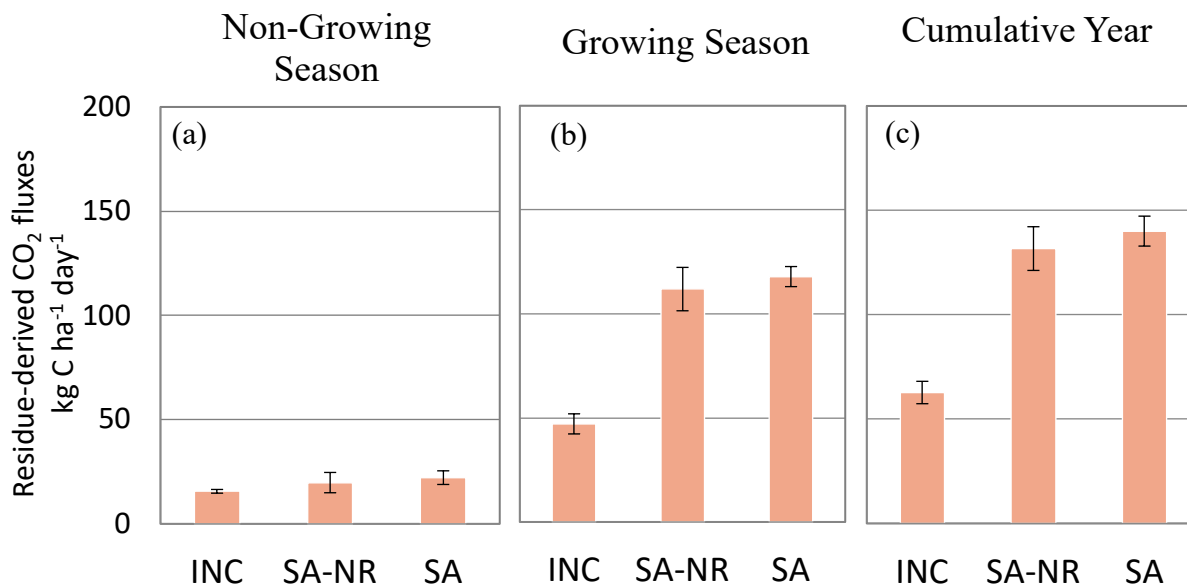 Non-Growing
Season
Growing Season
Cumulative Year
Residue-derived CO₂ fluxes
kg C ha⁻¹ day⁻¹
200
150
100
50
0
(a)
(b)
(c)
INC SA-NR SA
INC SA-NR SA
INC SA-NR SA